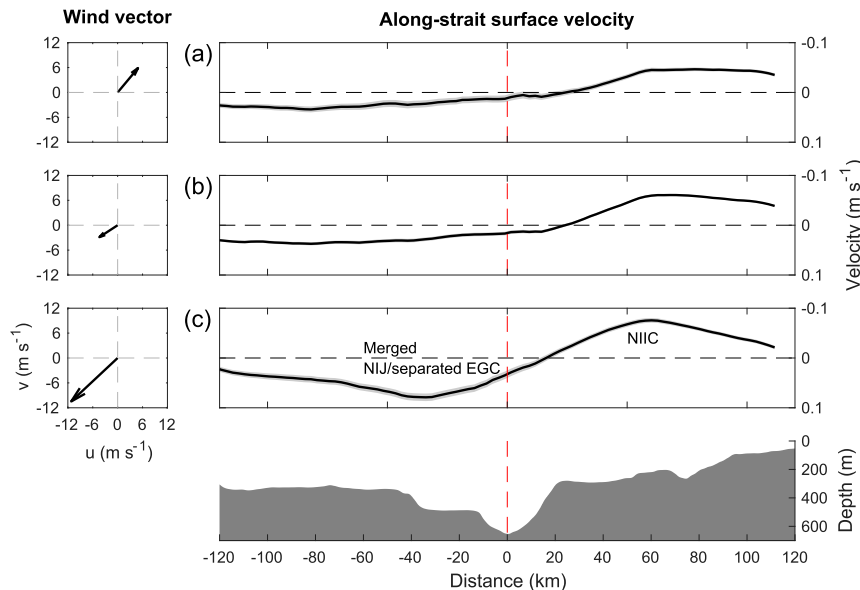 Wind vector
Along-strait surface velocity
(a)
12
6
0
-6
-12
-0.1
0
0.1
(b)
12
6
0
-6
-12
-0.1
0
0.1
Velocity (m s⁻¹)
(c)
12
6
0
-6
-12
v (m s⁻¹)
-12 -6 0 6 12
u (m s⁻¹)
Merged
NIJ/separated EGC
NIIC
-0.1
0
0.1
0
200
400
600
Depth (m)
-120 -100 -80 -60 -40 -20 0 20 40 60 80 100 120
Distance (km)